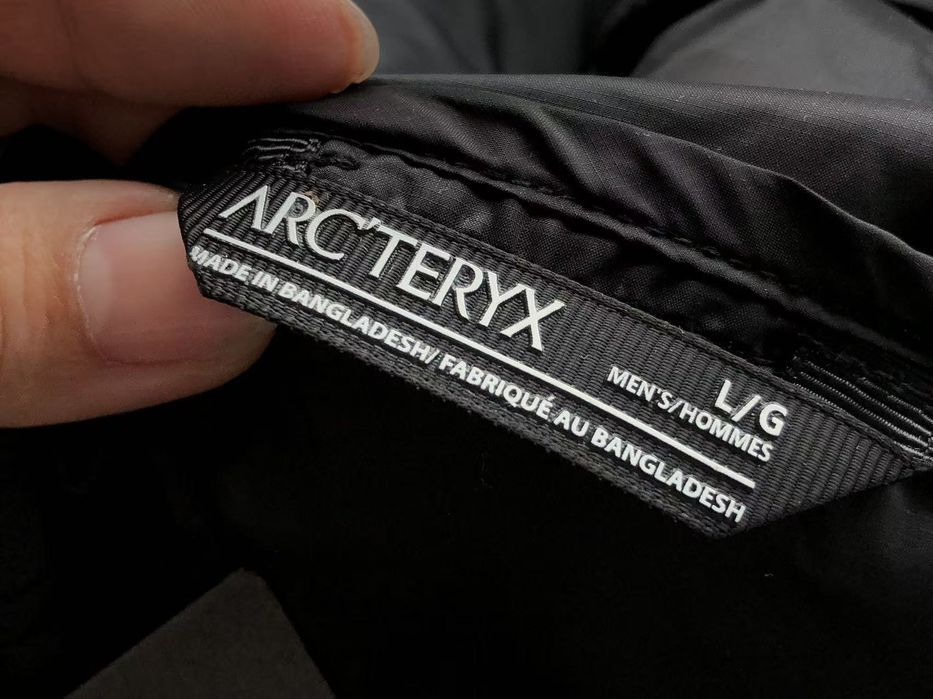 ARC'TERYX
L/G
MEN'S/HOMMES
MADE IN BANGLADESH/ FABRIQUÉ AU BANGLADESH